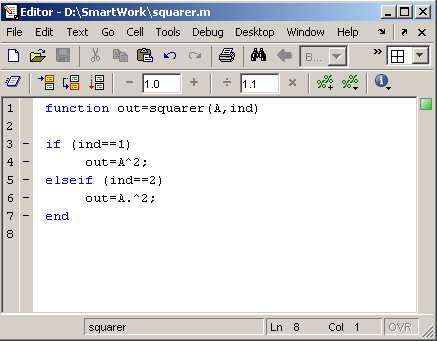 Editor - D:\SmartWork\squarer.m
File Edit Text Go Cell Tools Debug Desktop Window Help
B...
1.0 1.1
1 function out=squarer(A,ind)
2
3 if (ind==1)
4 out=A^2;
5 elseif (ind==2)
6 out=A.^2;
7 end
8
squarer Ln 8 Col 1 OVR